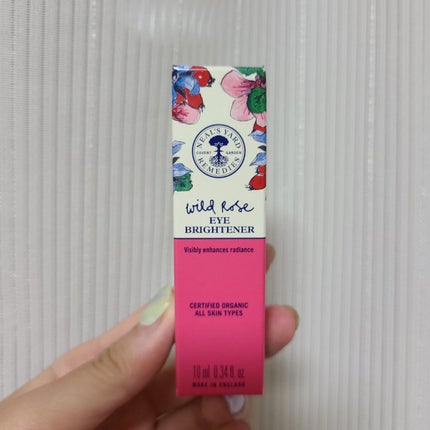 NEAL'S YARD
COVENT GARDEN
REMEDIES
Wild Rose
EYE
BRIGHTENER
Visibly enhances radiance
CERTIFIED ORGANIC
ALL SKIN TYPES
10 ml 0.34 fl. oz
MADE IN ENGLAND